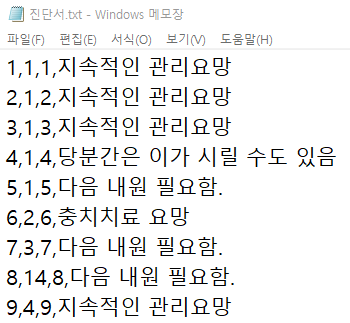 진단서.txt - Windows 메모장
파일(F) 편집(E) 서식(O) 보기(V) 도움말(H)
1,1,1,지속적인 관리요망
2,1,2,지속적인 관리요망
3,1,3,지속적인 관리요망
4,1,4,당분간은 이가 시릴 수도 있음
5,1,5,다음 내원 필요함.
6,2,6,충치치료 요망
7,3,7,다음 내원 필요함.
8,14,8,다음 내원 필요함.
9,4,9,지속적인 관리요망